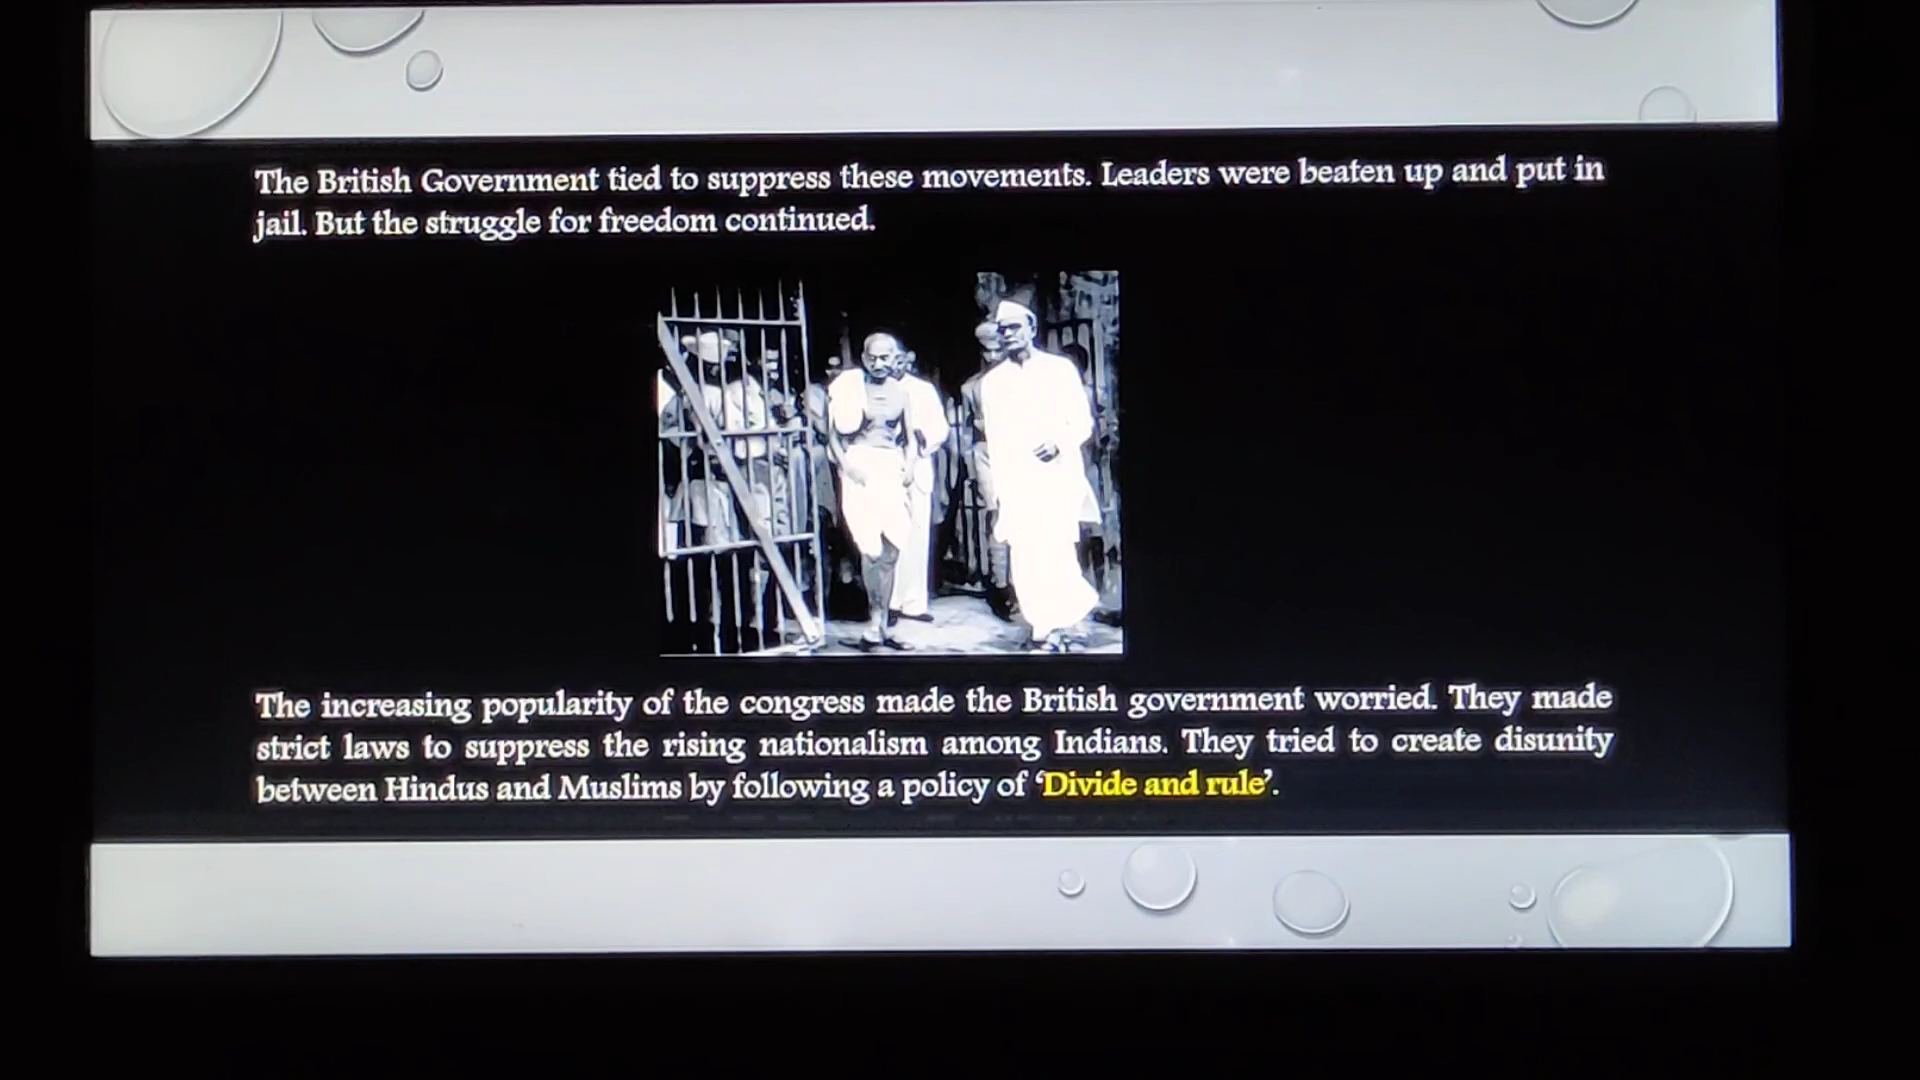 The British Government tied to suppress these movements. Leaders were beaten up and put in
jail. But the struggle for freedom continued.
The increasing popularity of the congress made the British government worried. They made
strict laws to suppress the rising nationalism among Indians. They tried to create disunity
between Hindus and Muslims by following a policy of ‘Divide and rule’.